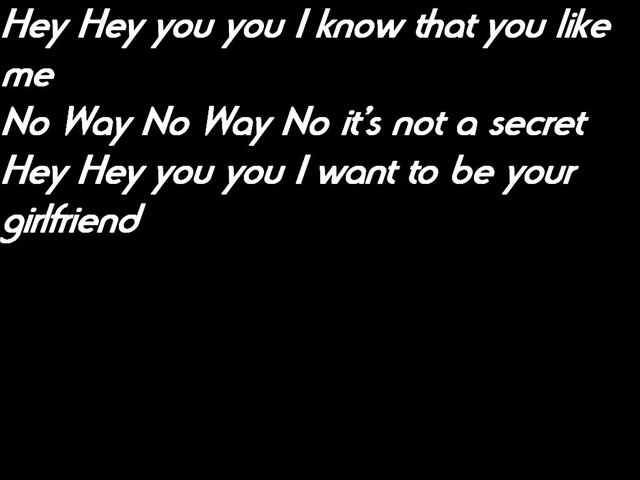 Hey Hey you you I know that you like
me
No Way No Way No it's not a secret
Hey Hey you you I want to be your
girlfriend